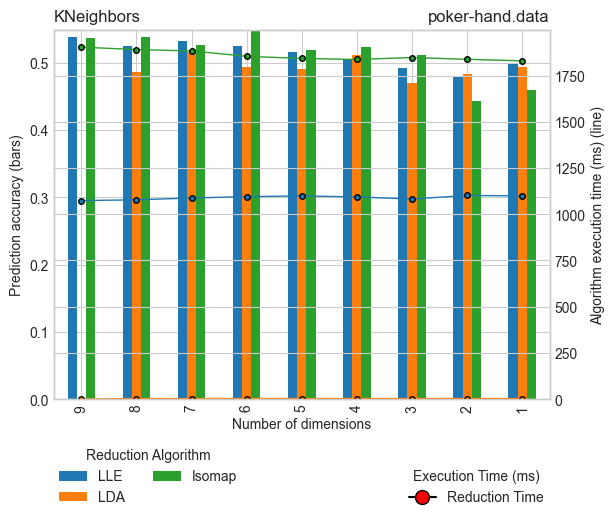 KNeighbors
poker-hand.data
Prediction accuracy (bars)
0.5
0.4
0.3
0.2
0.1
0.0
1750
1500
1250
1000
750
500
250
0
Algorithm execution time (ms) (line)
9 8 7 6 5 4 3 2 1
Number of dimensions
Reduction Algorithm
LLE
LDA
Isomap
Execution Time (ms)
Reduction Time